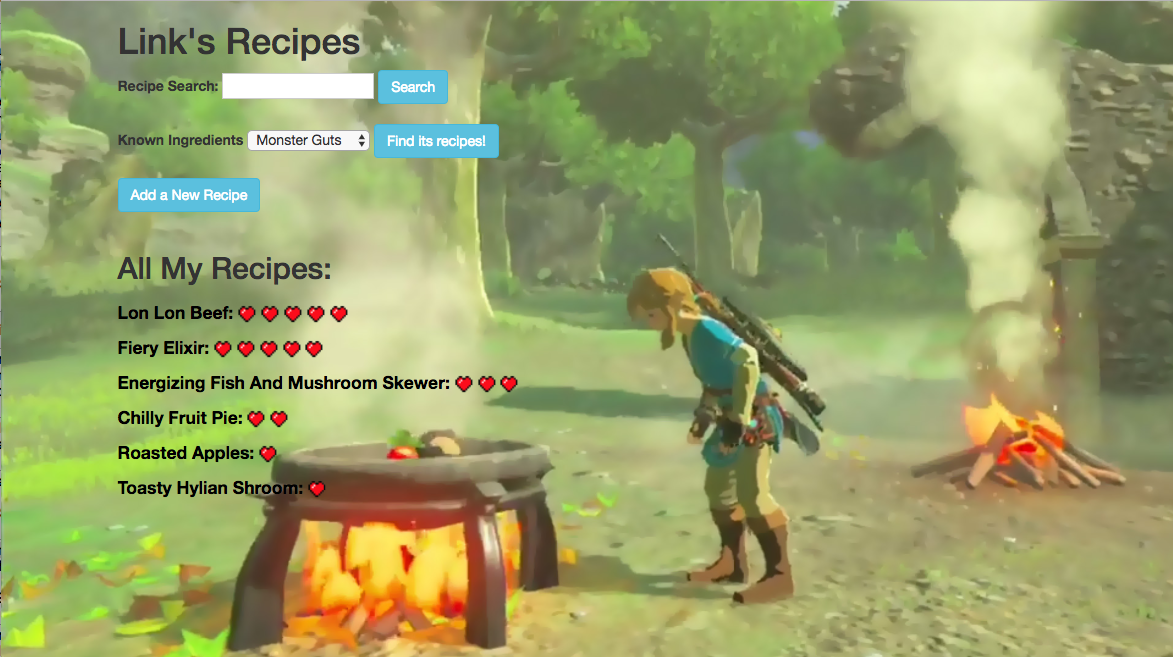 Link's Recipes
Recipe Search: Search
Known Ingredients Monster Guts Find its recipes!
Add a New Recipe
All My Recipes:
Lon Lon Beef:
Fiery Elixir:
Energizing Fish And Mushroom Skewer:
Chilly Fruit Pie:
Roasted Apples:
Toasty Hylian Shroom: